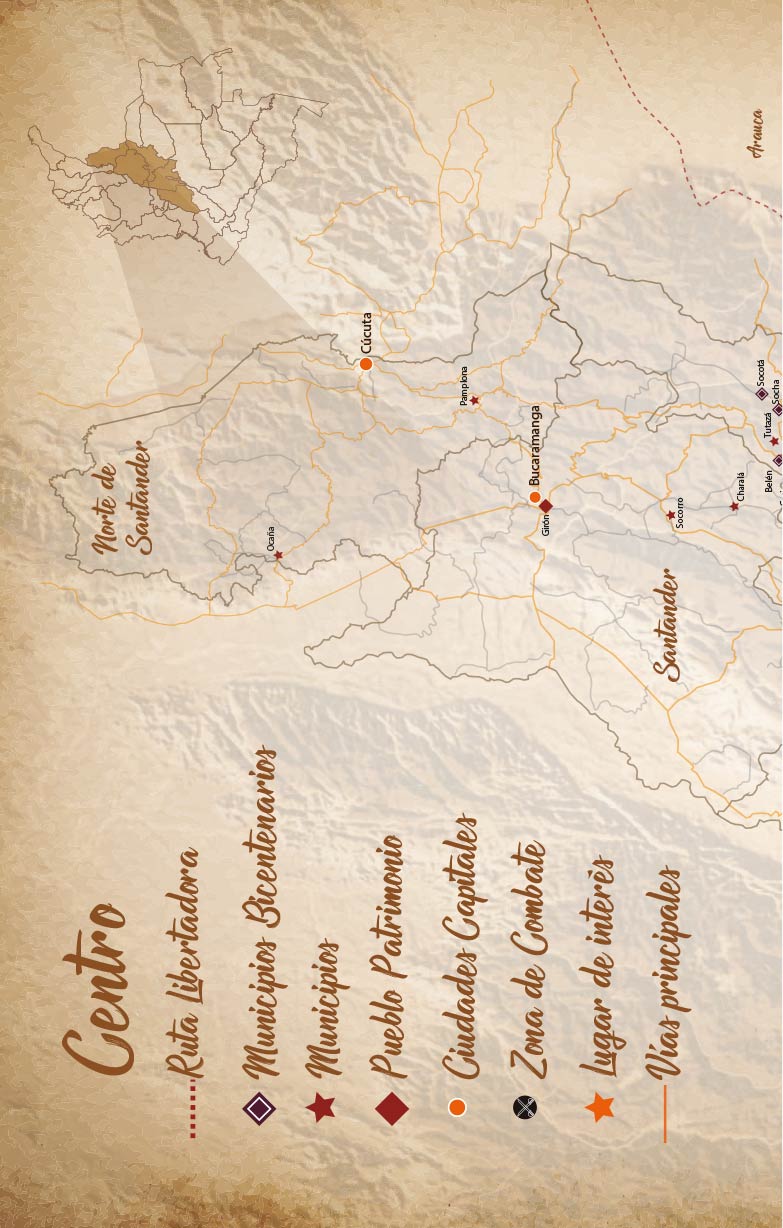 Centro
Ruta Libertadora
Municipios Bicentenarios
Municipios
Pueblo Patrimonio
Ciudades Capitales
Zona de Combate
Lugar de interès
Vías principales
Norte de
Santander
Ocaña
Cúcuta
Pamplona
Bucaramanga
Girón
Santander
Socorro
Charalá
Arauca
Socotá
Socha
Tutazá
Belén